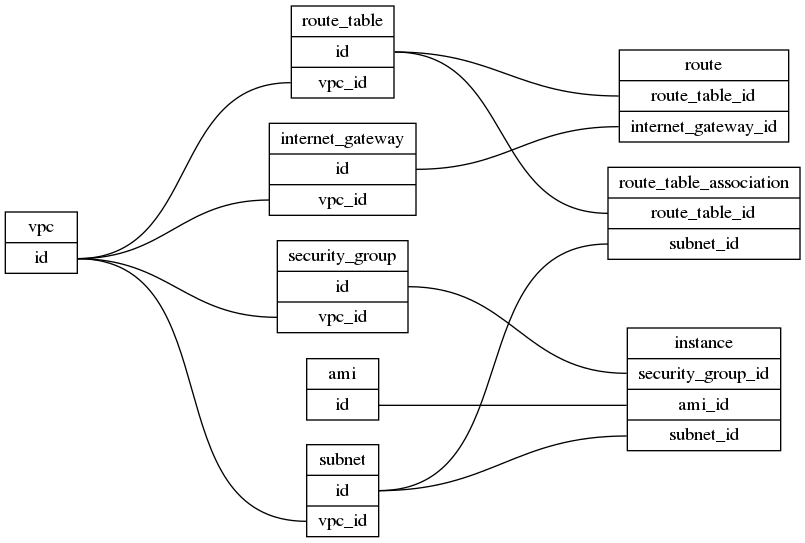 vpc
id
route_table
id
vpc_id
internet_gateway
id
vpc_id
security_group
id
vpc_id
ami
id
subnet
id
vpc_id
route
route_table_id
internet_gateway_id
route_table_association
route_table_id
subnet_id
instance
security_group_id
ami_id
subnet_id